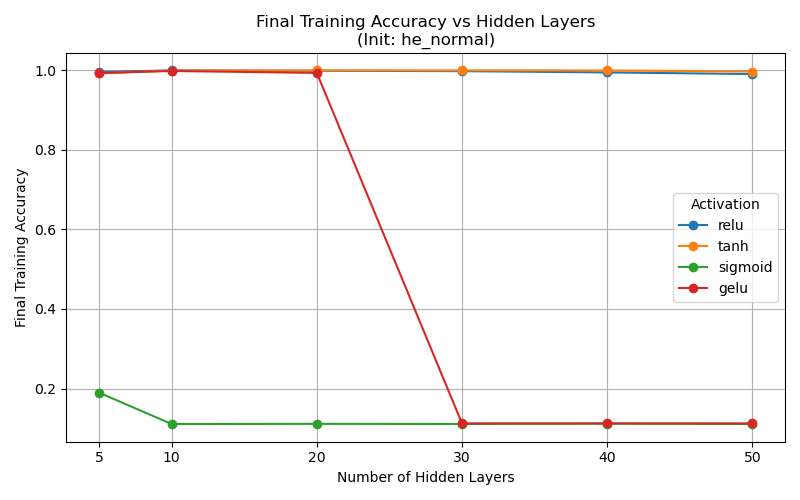 Final Training Accuracy vs Hidden Layers
(Init: he_normal)
Final Training Accuracy
1.0
0.8
0.6
0.4
0.2
Activation
relu
tanh
sigmoid
gelu
5
10
20
30
40
50
Number of Hidden Layers